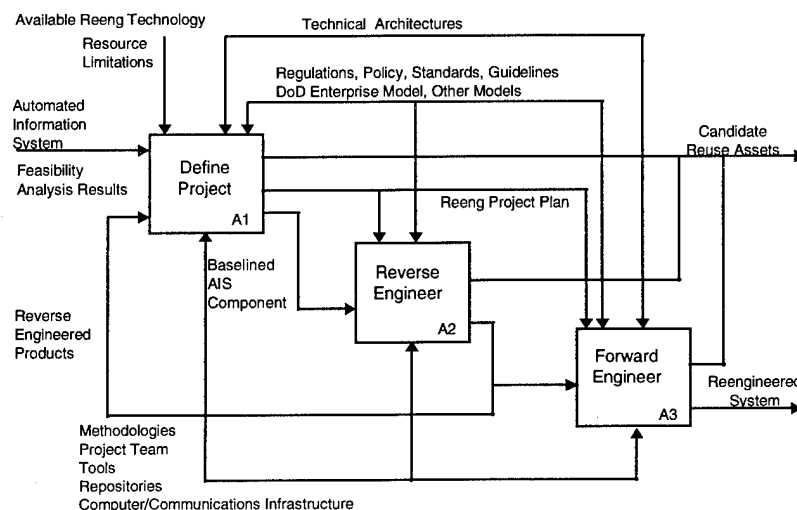 Available Reeng Technology
Resource
Limitations
Technical Architectures
Regulations, Policy, Standards, Guidelines
DoD Enterprise Model, Other Models
Automated
Information
System
Feasibility
Analysis Results
Define
Project
A1
Candidate
Reuse Assets
Reeng Project Plan
Baselined
AIS
Component
Reverse
Engineer
A2
Reverse
Engineered
Products
Forward
Engineer
A3
Reengineered
System
Methodologies
Project Team
Tools
Repositories
Computer/Communications Infrastructure